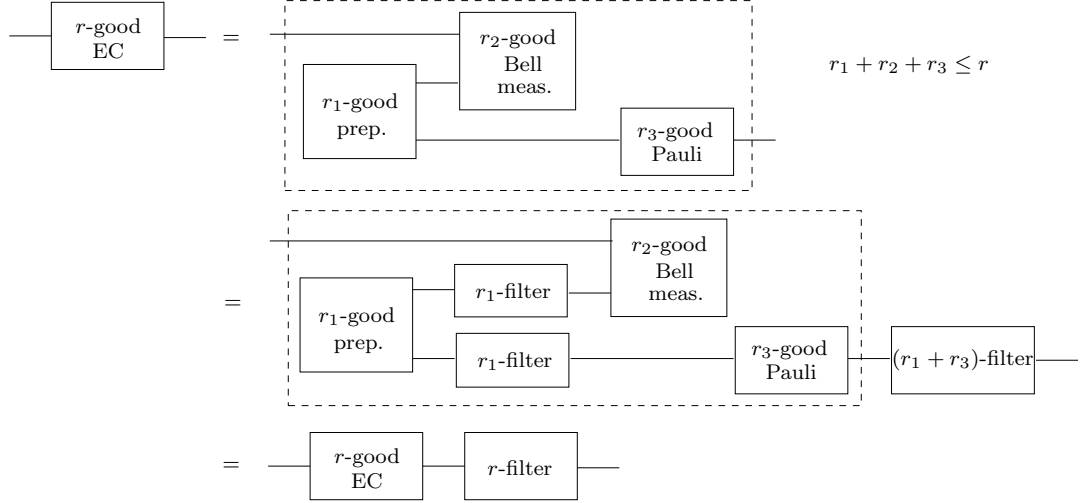 r-good
EC
=
r₂-good
Bell
meas.
r₁ + r₂ + r₃ ≤ r
r₁-good
prep.
r₃-good
Pauli
=
r₂-good
Bell
meas.
r₁-good
prep.
r₁-filter
r₁-filter
r₃-good
Pauli
(r₁ + r₃)-filter
=
r-good
EC
r-filter